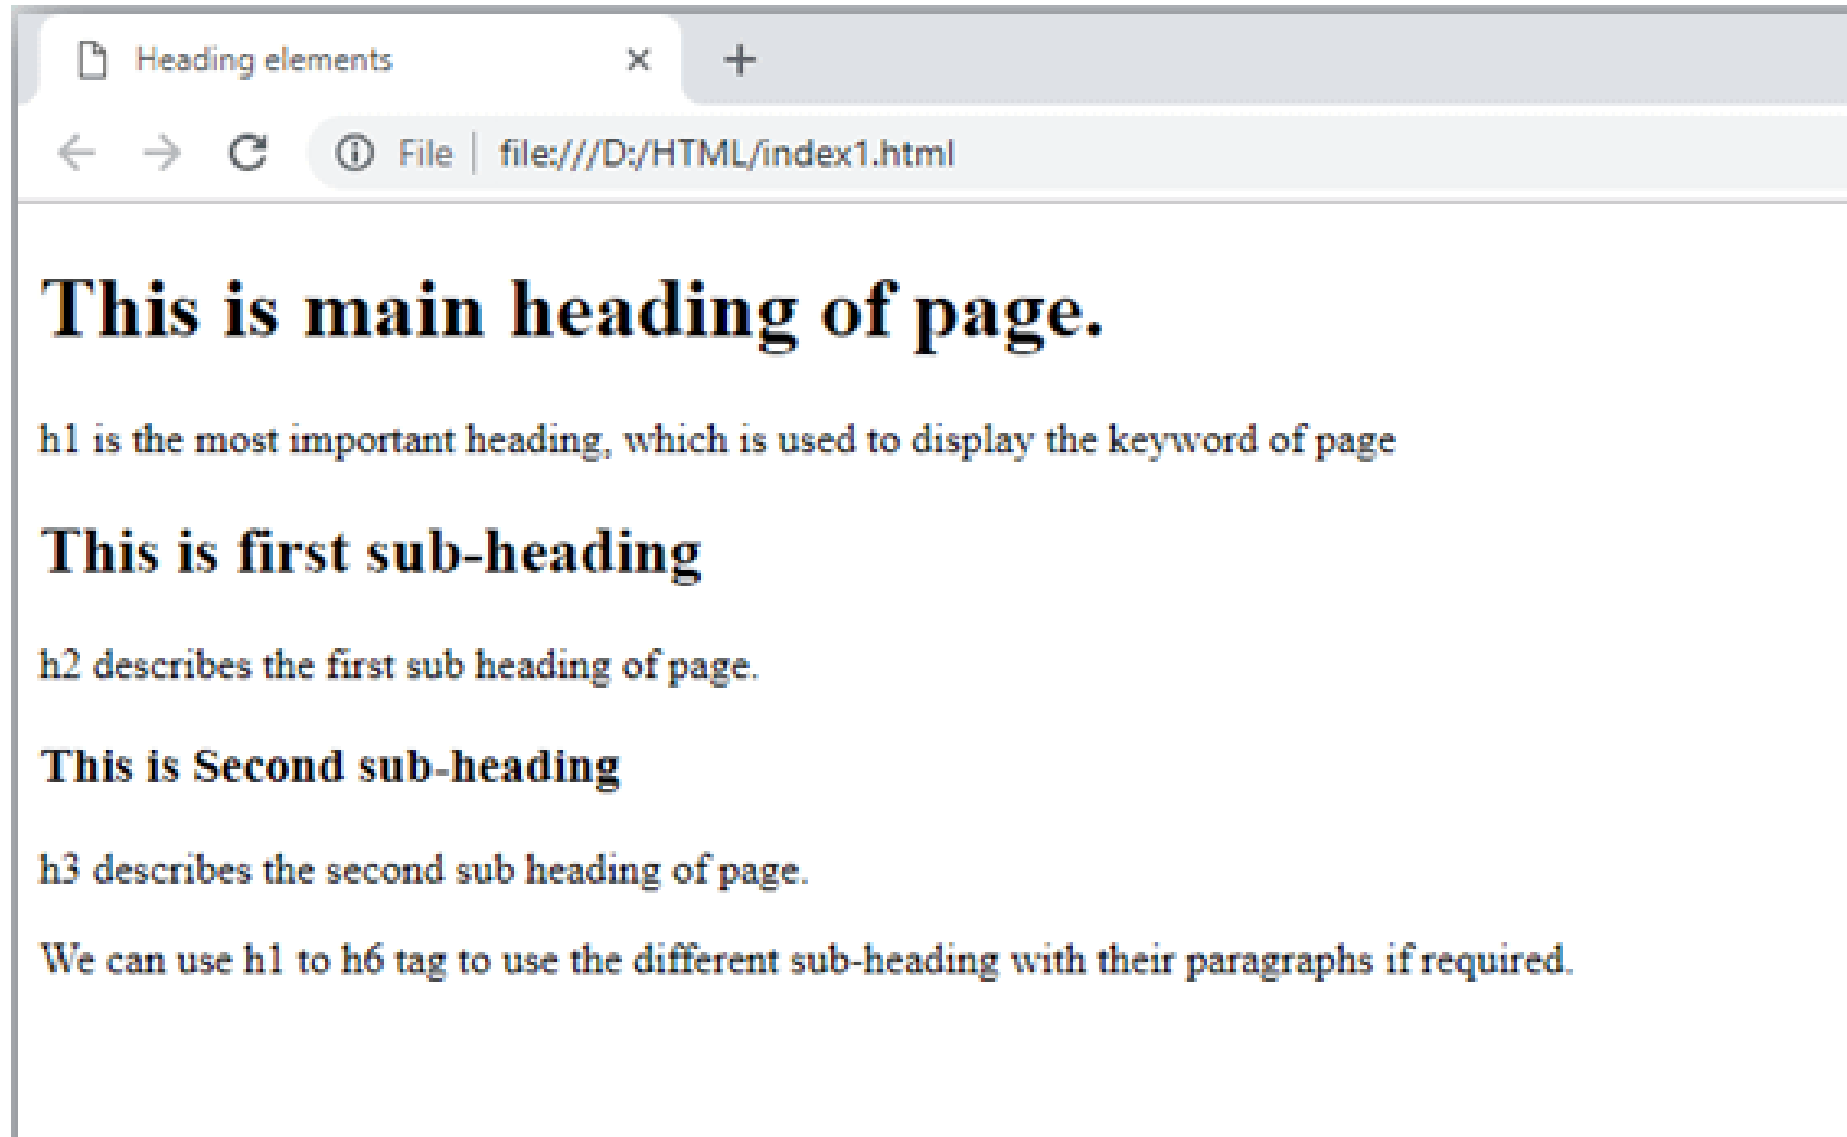 Heading elements
File file:///D:/HTML/index1.html
This is main heading of page.
h1 is the most important heading, which is used to display the keyword of page
This is first sub-heading
h2 describes the first sub heading of page.
This is Second sub-heading
h3 describes the second sub heading of page.
We can use h1 to h6 tag to use the different sub-heading with their paragraphs if required.